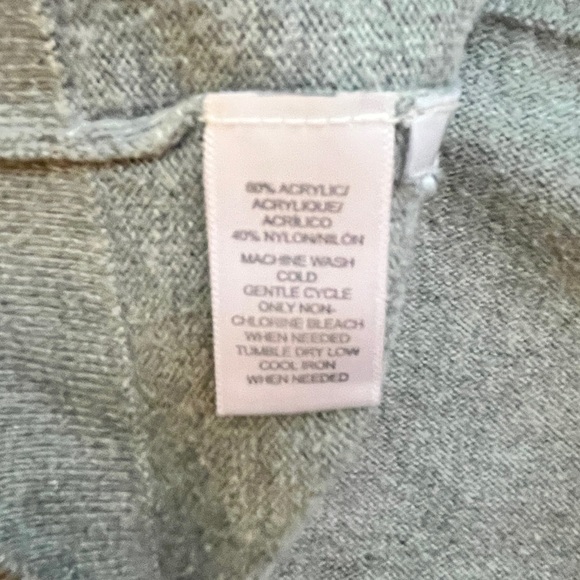 60% ACRYLIC/
ACRYLIQUE/
ACRÍLICO
40% NYLON/NILÓN
MACHINE WASH
COLD
GENTLE CYCLE
ONLY NON-
CHLORINE BLEACH
WHEN NEEDED
TUMBLE DRY LOW
COOL IRON
WHEN NEEDED